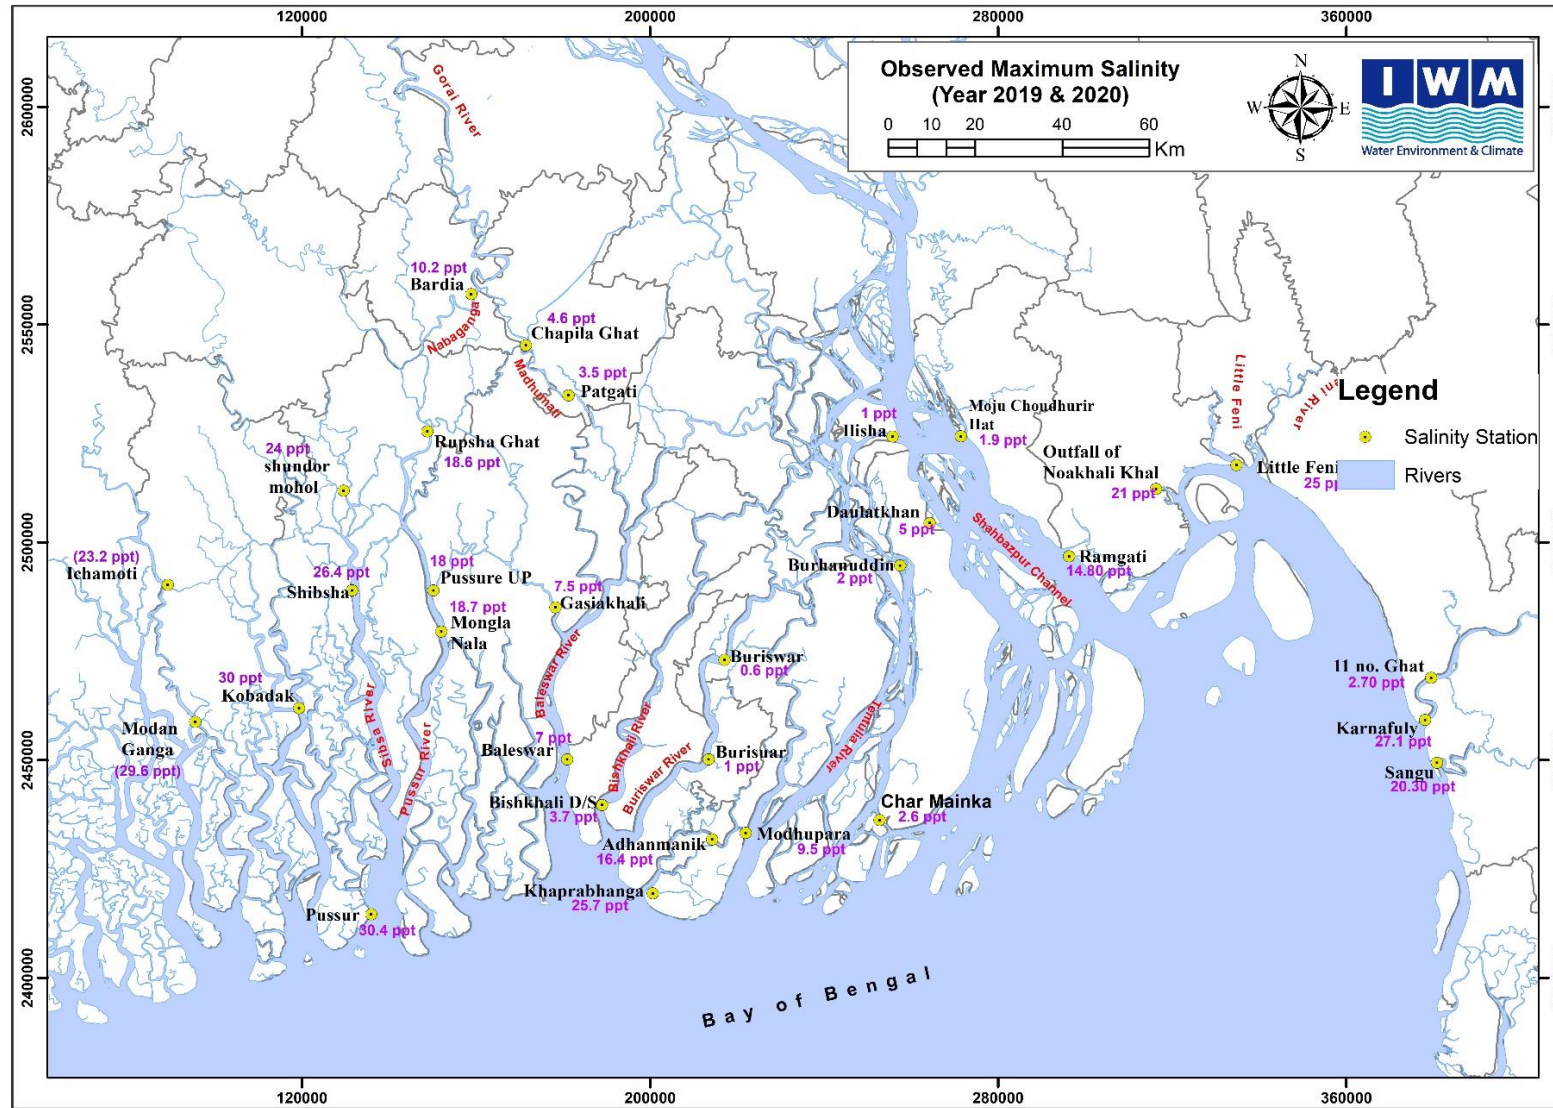 120000
200000
280000
360000
Observed Maximum Salinity
(Year 2019 & 2020)
0 10 20 40 60
Km
N
W E
S
IWM
Water Environment & Climate
2600000
2550000
2500000
2450000
2400000
Gorai River
10.2 ppt
Bardia
Nabaganga
4.6 ppt
Chapila Ghat
Madhumati
3.5 ppt
Patgati
Rupsha Ghat
18.6 ppt
24 ppt
shundor
mohol
1 ppt
Ilisha
Moju Choudhurir
Hat
1.9 ppt
Outfall of
Noakhali Khal
21 ppt
Little Feni
River
Little Feni
25 pp
Legend
Salinity Station
Rivers
Daulatkhan
5 ppt
Shahbazpur Channel
Burhanuddin
2 ppt
Ramgati
14.80 ppt
(23.2 ppt)
Ichamoti
26.4 ppt
Shibsha
18 ppt
Pussure UP
18.7 ppt
Mongla
Nala
7.5 ppt
Gasiakhali
Baleswar River
Buriswar
0.6 ppt
30 ppt
Kobadak
Modan
Ganga
(29.6 ppt)
Sibsa River
Pussur River
7 ppt
Baleswar
Bishkhali River
Buriswar River
Burisuar
1 ppt
Tentulia River
11 no. Ghat
2.70 ppt
Karnafuly
27.1 ppt
Sangu
20.30 ppt
Bishkhali D/S
3.7 ppt
Adhanmanik
16.4 ppt
Modhupara
9.5 ppt
Char Mainka
2.6 ppt
Khaprabhanga
25.7 ppt
Pussur
30.4 ppt
Bay of Bengal
120000
200000
280000
360000